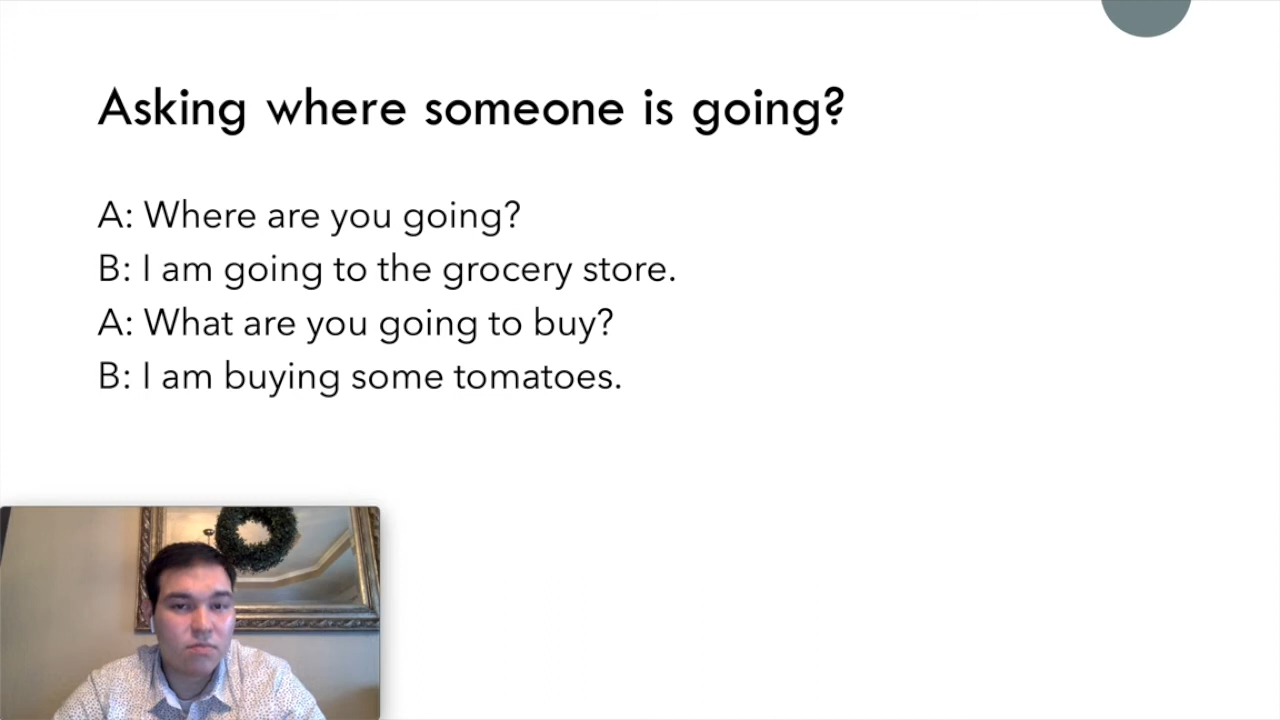 Asking where someone is going?
A: Where are you going?
B: I am going to the grocery store.
A: What are you going to buy?
B: I am buying some tomatoes.